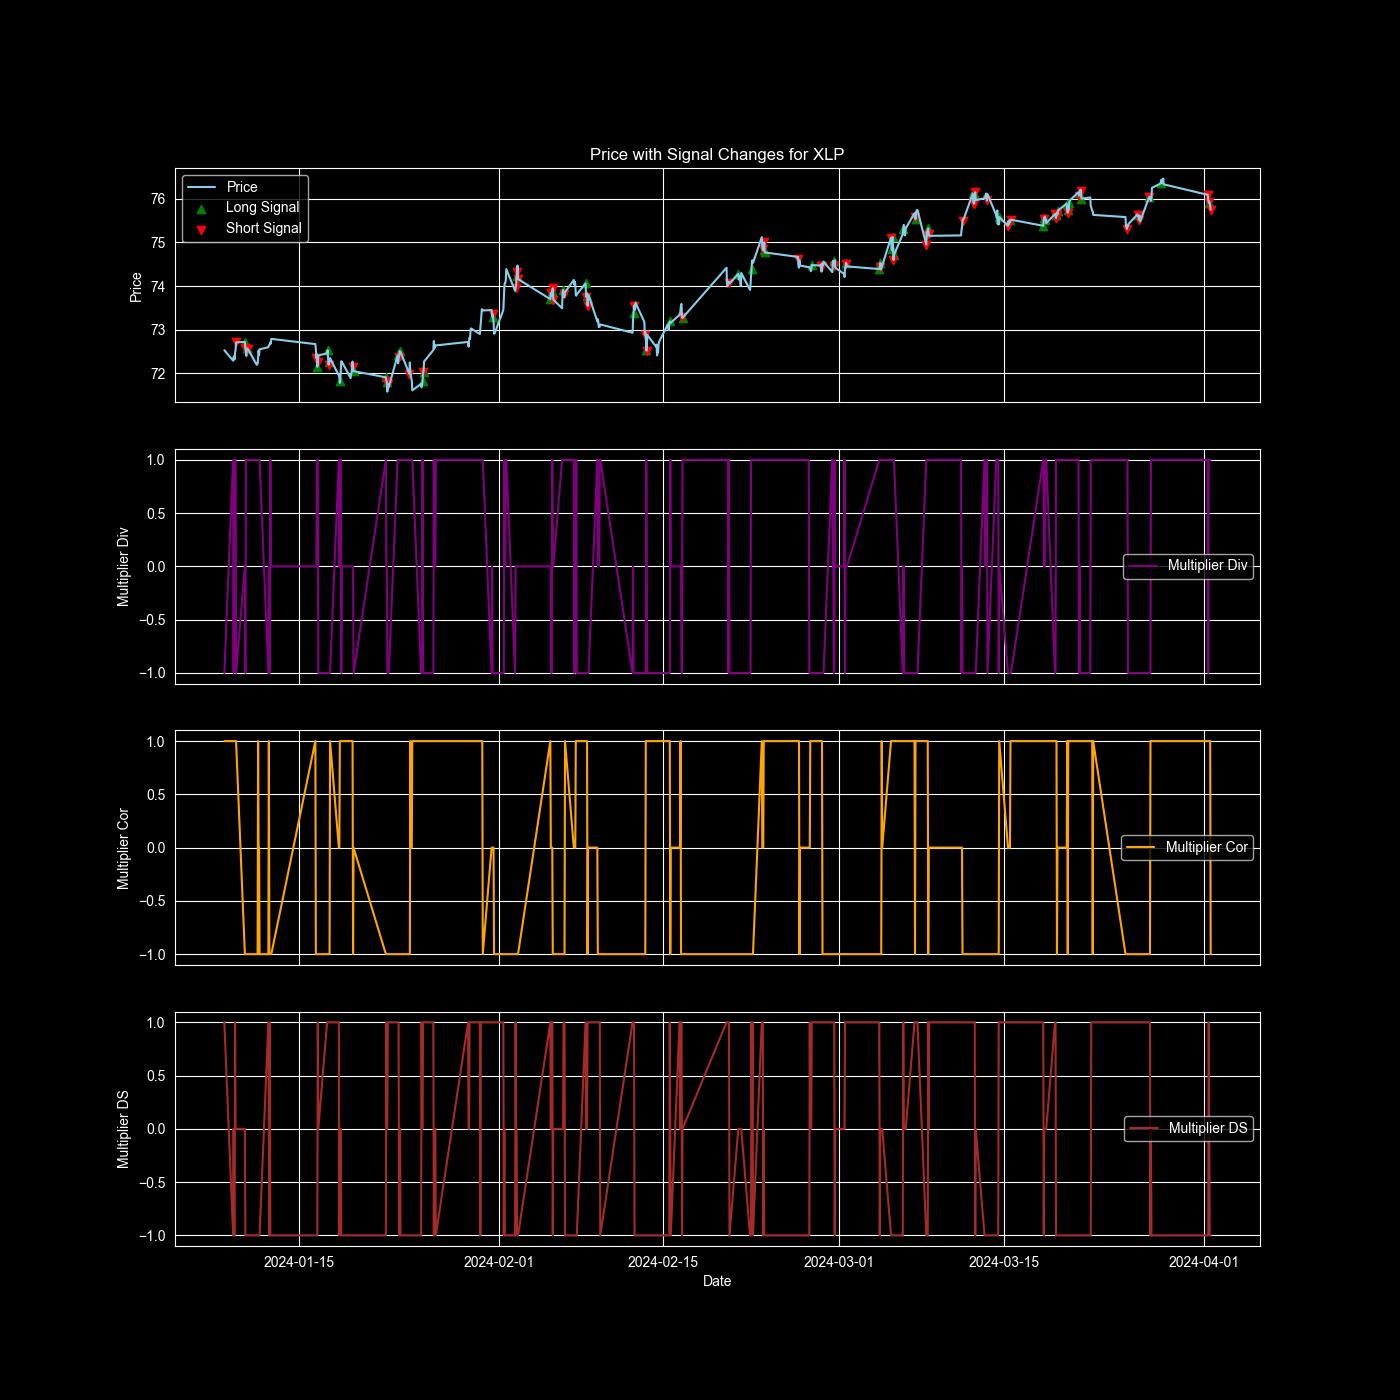 Price with Signal Changes for XLP
Price
76
75
74
73
72
Price
Long Signal
Short Signal
Multiplier Div
1.0
0.5
0.0
−0.5
−1.0
Multiplier Div
Multiplier Cor
1.0
0.5
0.0
−0.5
−1.0
Multiplier Cor
Multiplier DS
1.0
0.5
0.0
−0.5
−1.0
Multiplier DS
2024-01-15 2024-02-01 2024-02-15 2024-03-01 2024-03-15 2024-04-01
Date